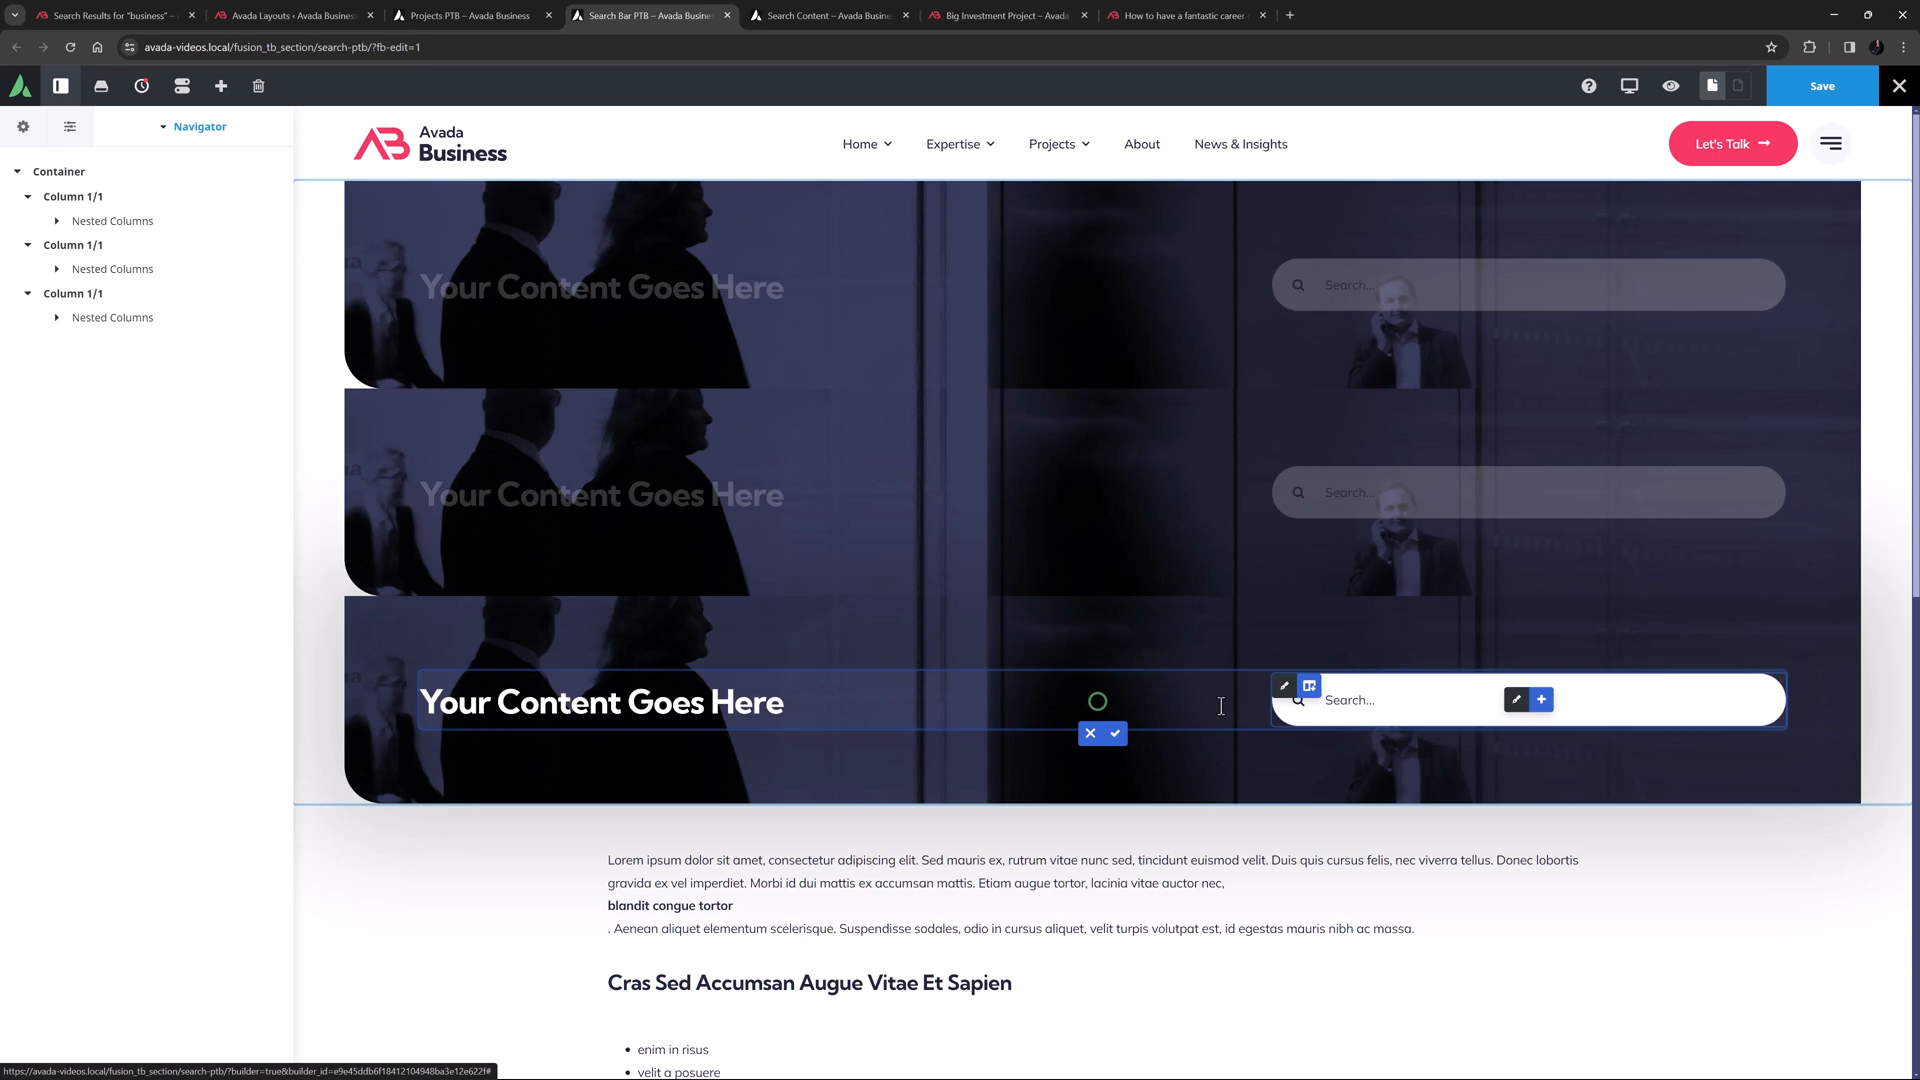 Search Results for "business" –
Avada Layouts ‹ Avada Business
Projects PTB – Avada Business
Search Bar PTB – Avada Busines
Search Content – Avada Busine
Big Investment Project – Avada
How to have a fantastic career
avada-videos.local/fusion_tb_section/search-ptb/?fb-edit=1
Save
Navigator
Container
Column 1/1
Nested Columns
Column 1/1
Nested Columns
Column 1/1
Nested Columns
Avada
Business
Home
Expertise
Projects
About
News & Insights
Let's Talk
Your Content Goes Here
Search...
Your Content Goes Here
Search...
Your Content Goes Here
Search...
Lorem ipsum dolor sit amet, consectetur adipiscing elit. Sed mauris ex, rutrum vitae nunc sed, tincidunt euismod velit. Duis quis cursus felis, nec viverra tellus. Donec lobortis
gravida ex vel imperdiet. Morbi id dui mattis ex accumsan mattis. Etiam augue tortor, lacinia vitae auctor nec,
blandit congue tortor
. Aenean aliquet elementum scelerisque. Suspendisse sodales, odio in cursus aliquet, velit turpis volutpat est, id egestas mauris nibh ac massa.
Cras Sed Accumsan Augue Vitae Et Sapien
enim in risus
velit a posuere
https://avada-videos.local/fusion_tb_section/search-ptb/?builder=true&builder_id=e9e45ddb6f18412104948ba3e12e622f#